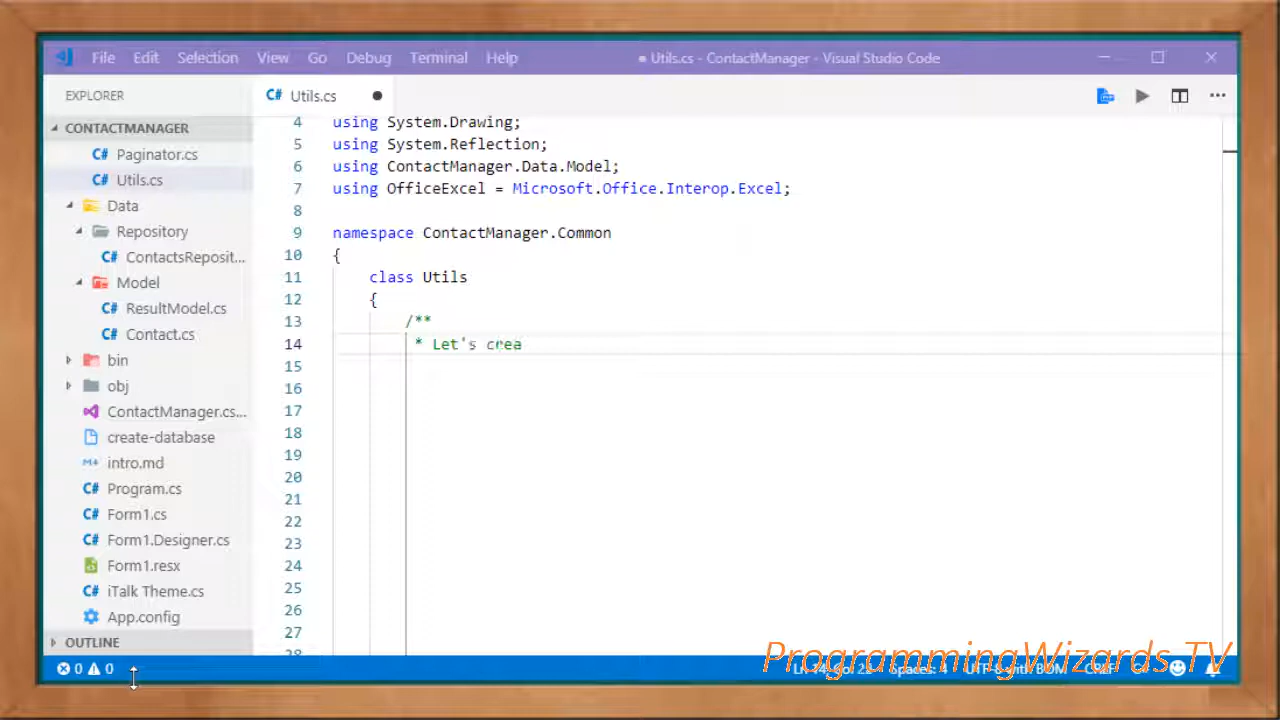 File Edit Selection View Go Debug Terminal Help
● Utils.cs - ContactManager - Visual Studio Code
EXPLORER
CONTACTMANAGER
Paginator.cs
Utils.cs
Data
Repository
ContactsReposit...
Model
ResultModel.cs
Contact.cs
bin
obj
ContactManager.cs...
create-database
intro.md
Program.cs
Form1.cs
Form1.Designer.cs
Form1.resx
iTalk Theme.cs
App.config
OUTLINE
C# Utils.cs
4 using System.Drawing;
5 using System.Reflection;
6 using ContactManager.Data.Model;
7 using OfficeExcel = Microsoft.Office.Interop.Excel;
8
9 namespace ContactManager.Common
10 {
11 class Utils
12 {
13 /**
14 * Let's crea
15
16
17
18
19
20
21
22
23
24
25
26
27
28
0 0
Spaces: 4
CRLF
ProgrammingWizards TV